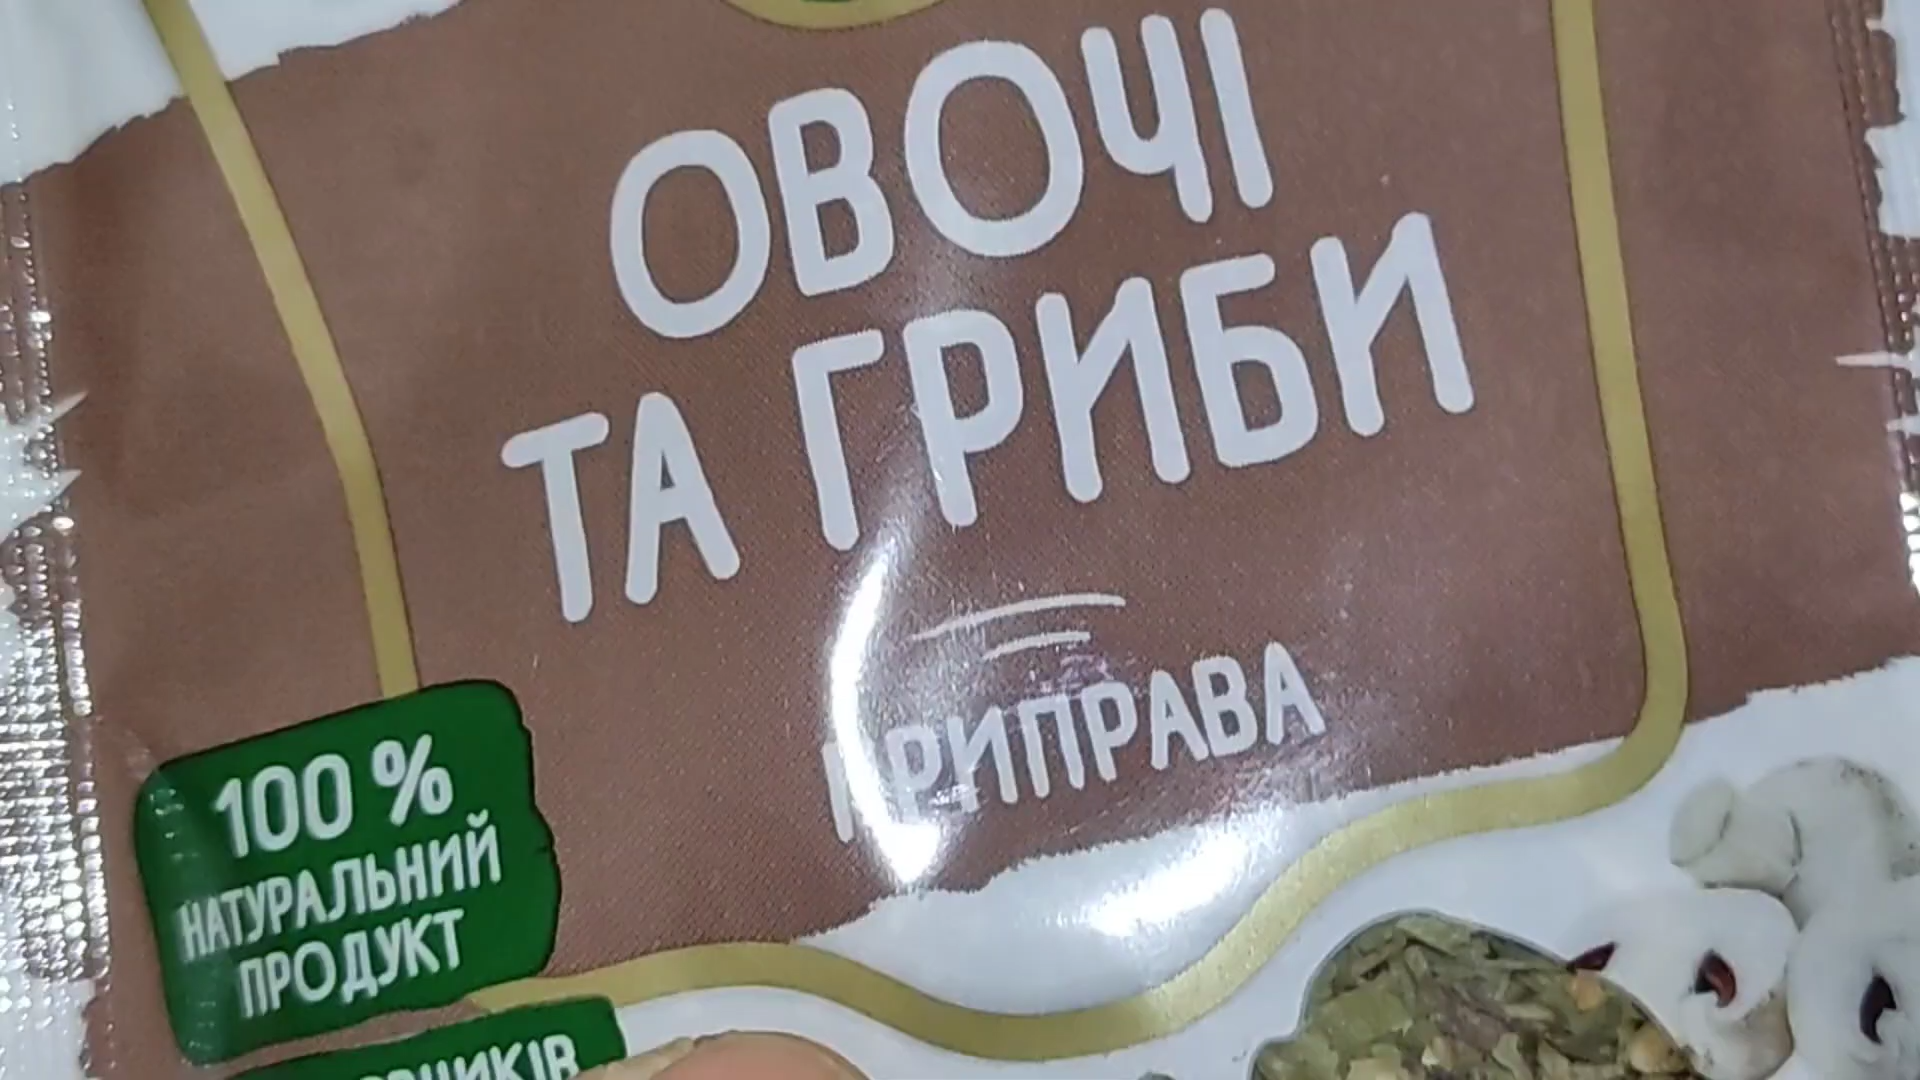 ОВОЧІ
ТА ГРИБИ
ПРИПРАВА
100 %
НАТУРАЛЬНИЙ
ПРОДУКТ